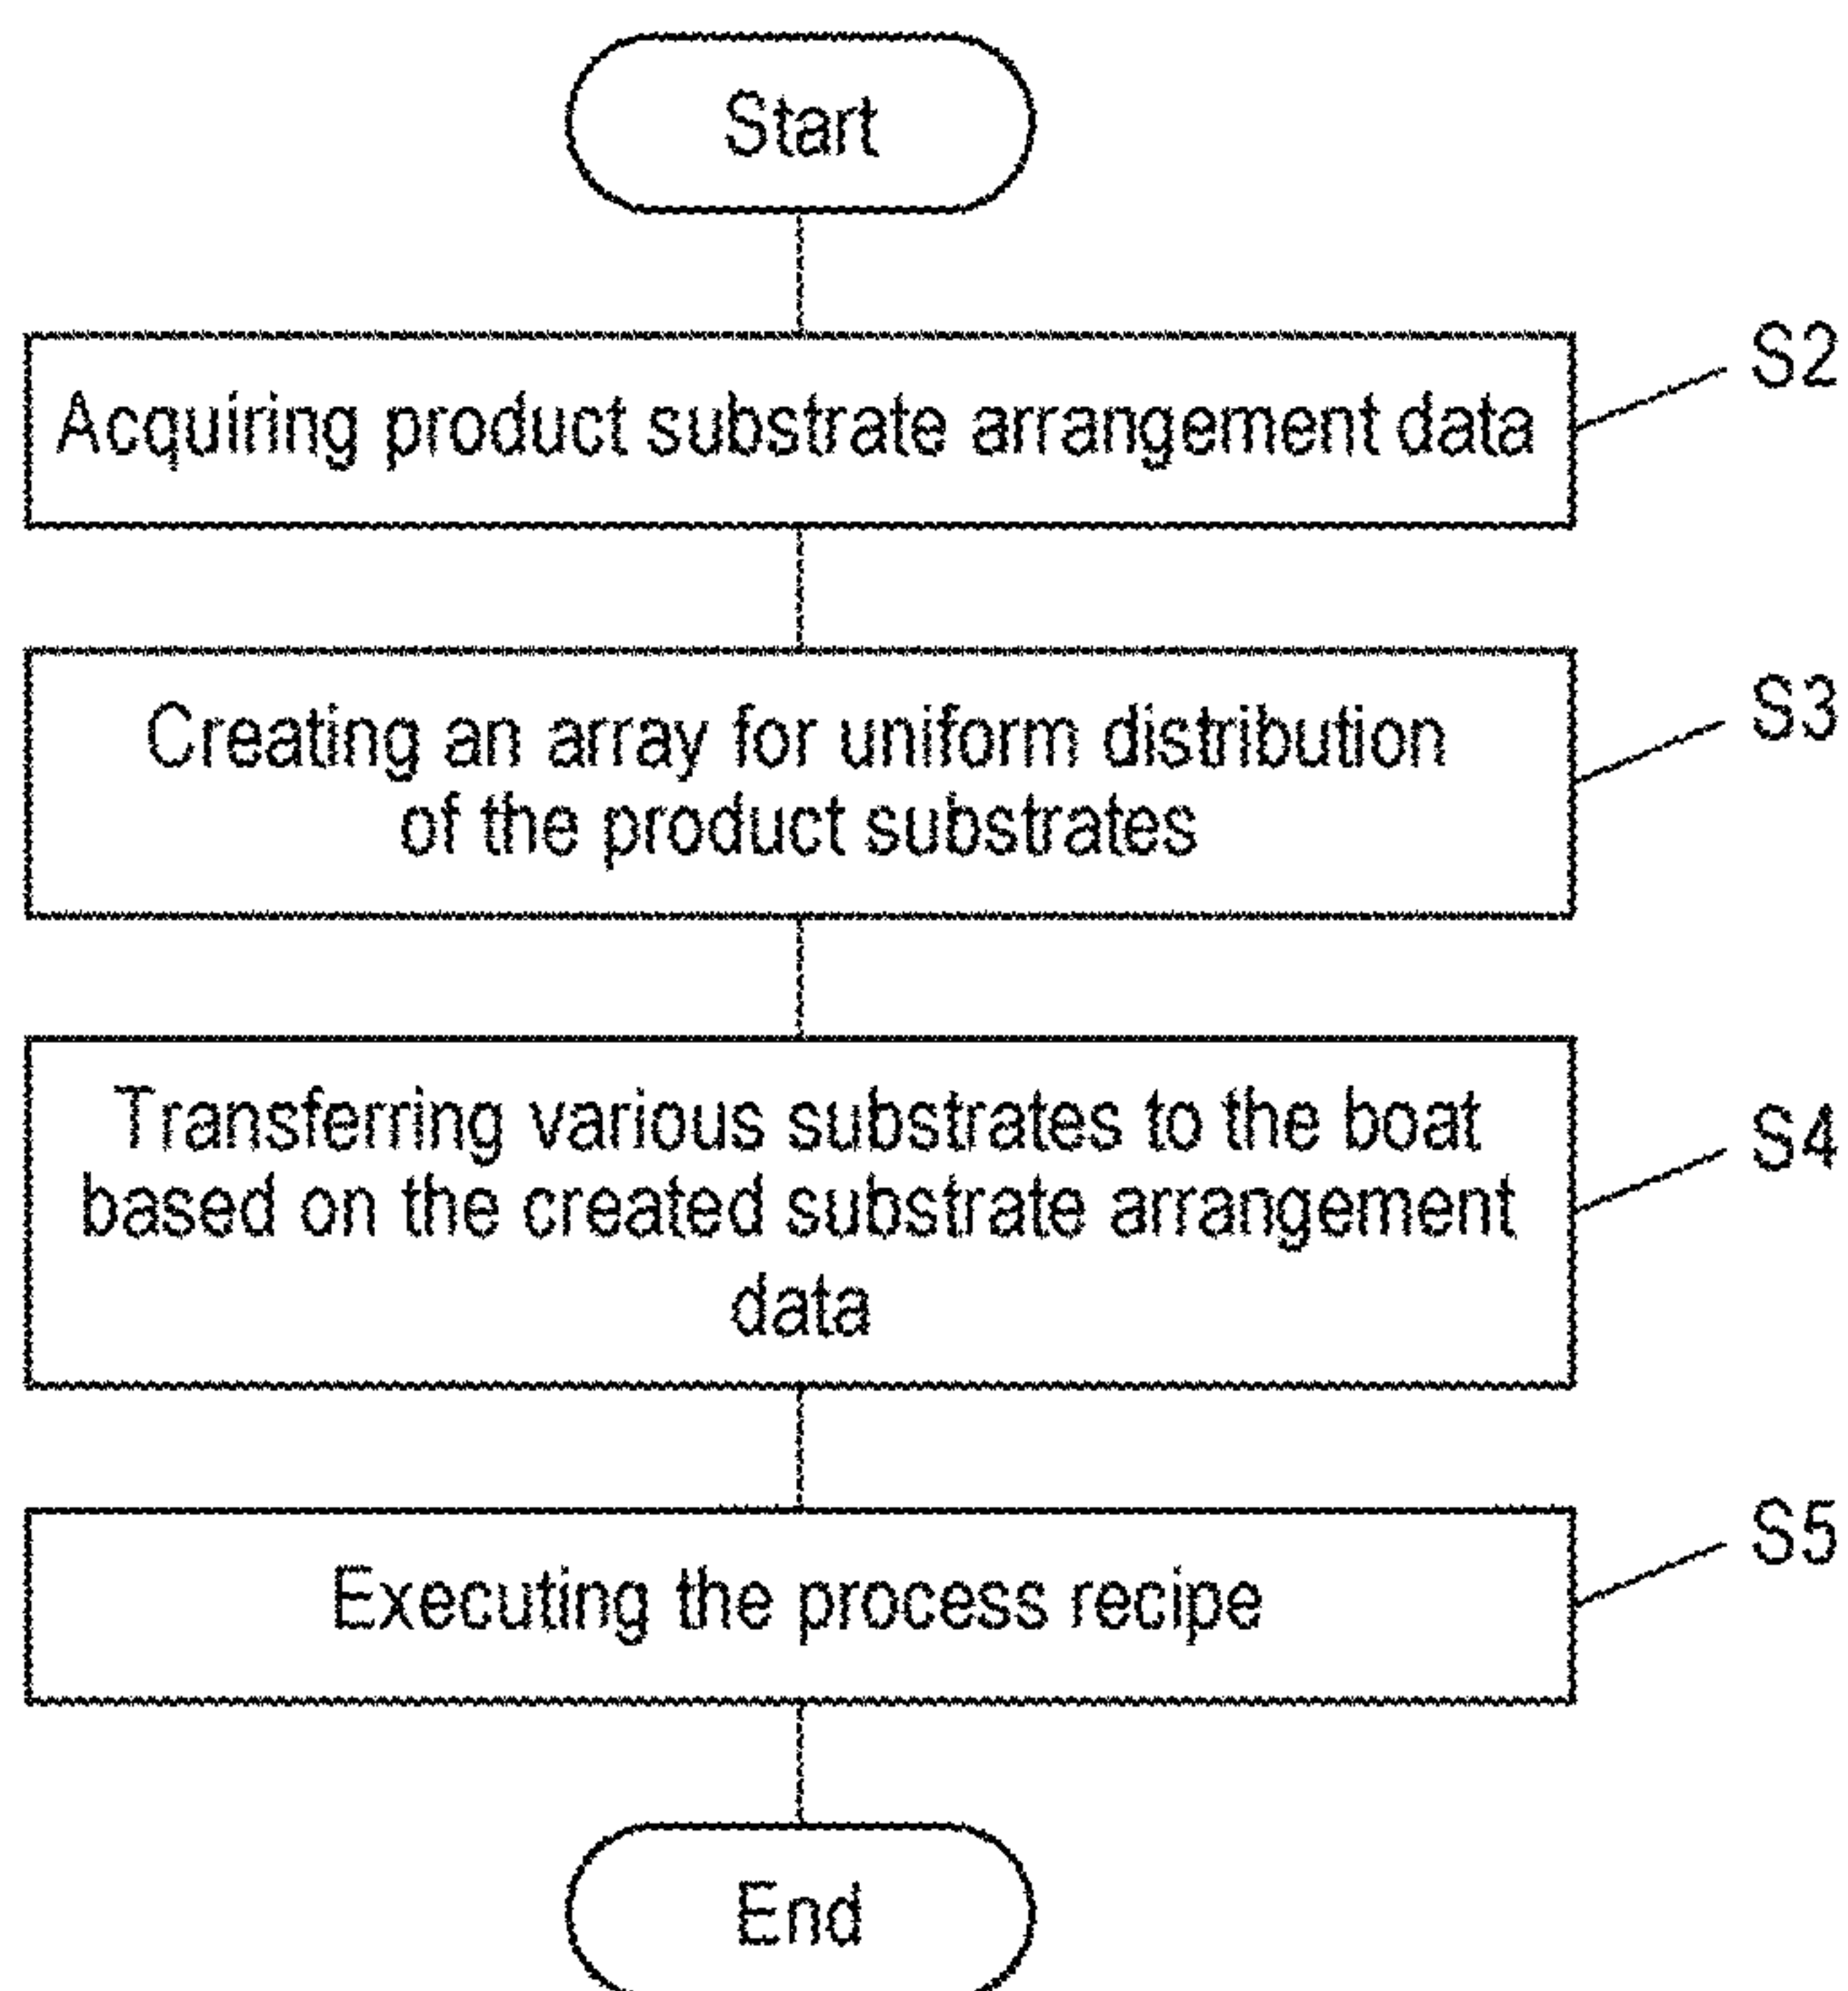 Start
Acquiring product substrate arrangement data
S2
Creating an array for uniform distribution
of the product substrates
S3
Transferring various substrates to the boat
based on the created substrate arrangement
data
S4
Executing the process recipe
S5
End